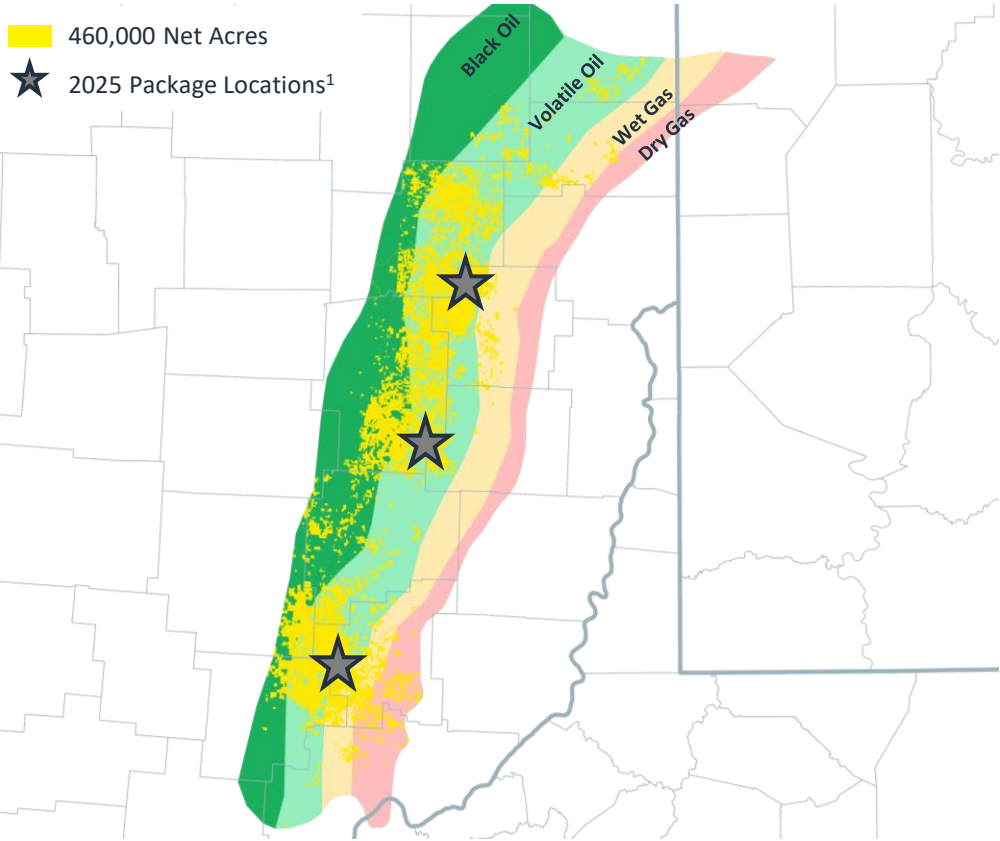 460,000 Net Acres
2025 Package Locations¹
Black Oil
Volatile Oil
Wet Gas
Dry Gas